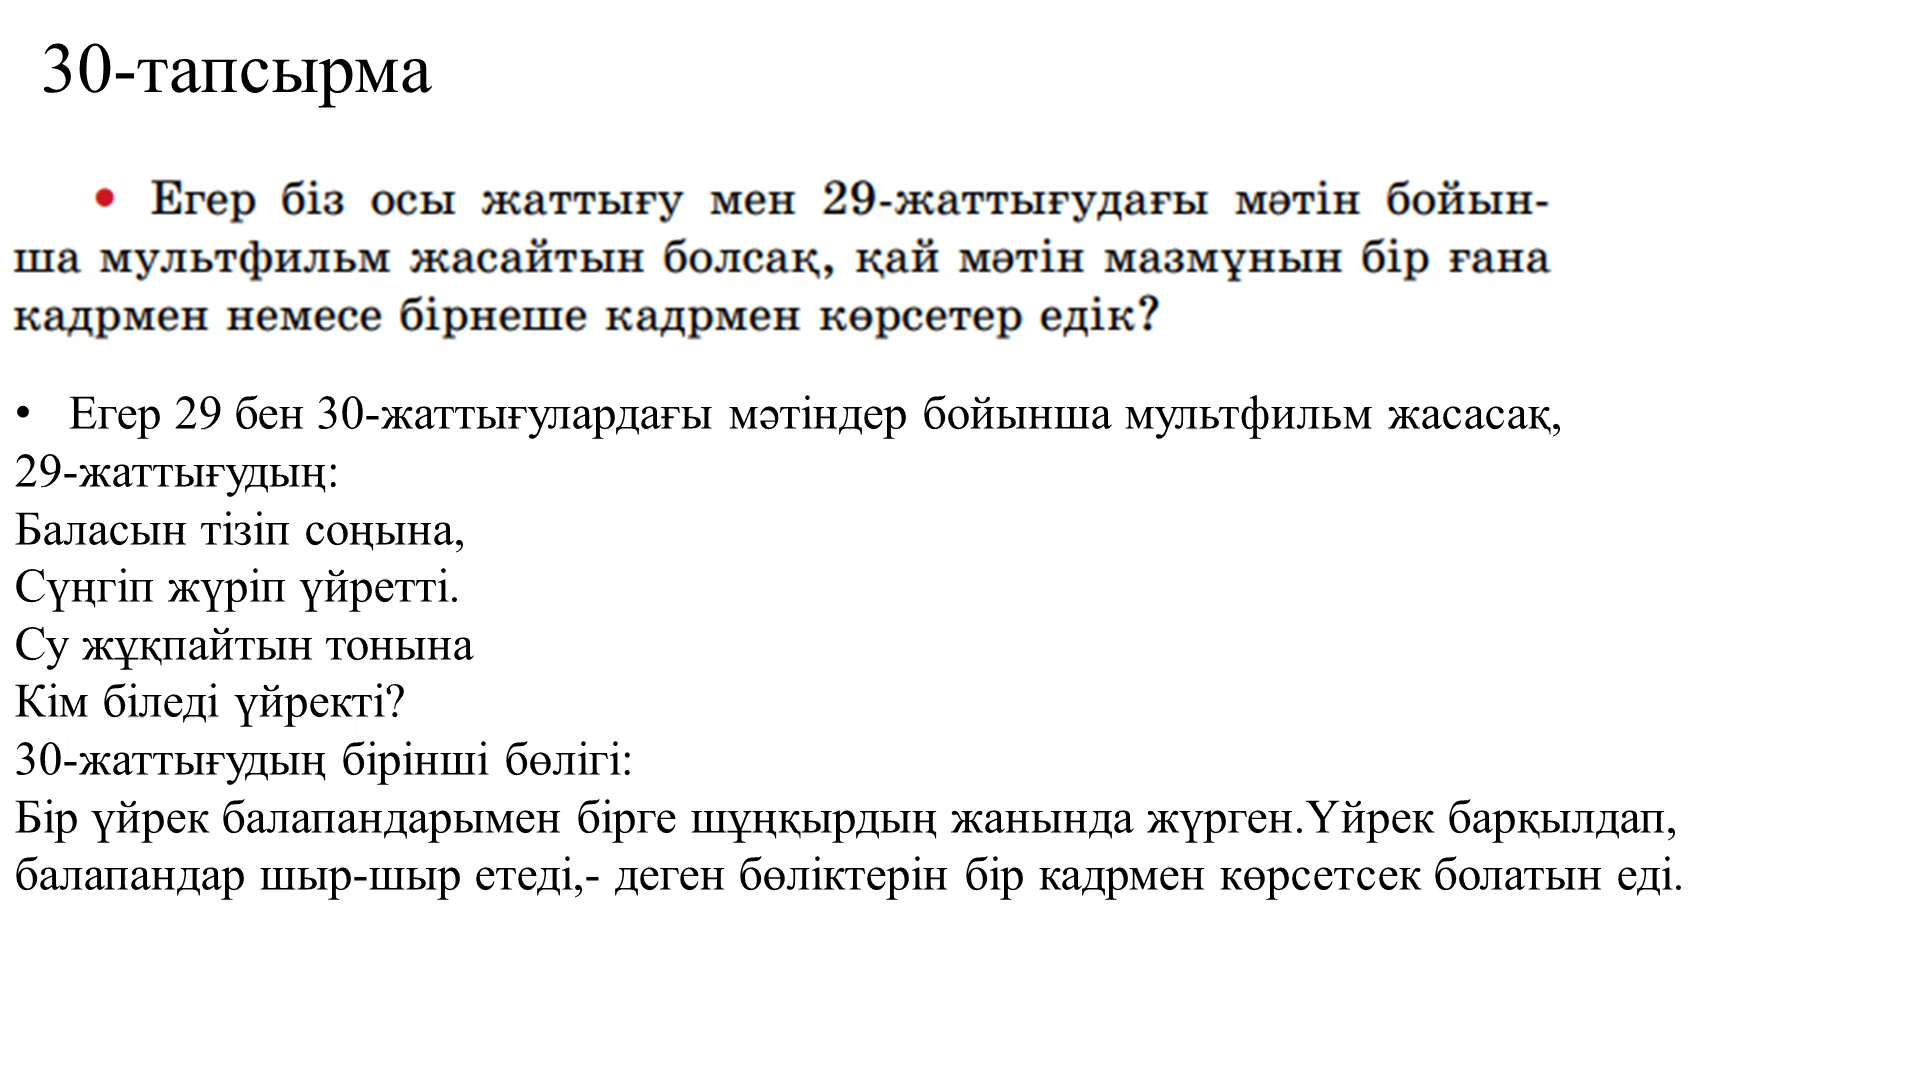 30-тапсырма
• Егер біз осы жаттығу мен 29-жаттығудағы мәтін бойын-
ша мультфильм жасайтын болсақ, қай мәтін мазмұнын бір ғана
кадрмен немесе бірнеше кадрмен көрсетер едік?
• Егер 29 бен 30-жаттығулардағы мәтіндер бойынша мультфильм жасасақ,
29-жаттығудың:
Баласын тізіп соңына,
Сүңгіп жүріп үйретті.
Су жұқпайтын тонына
Кім біледі үйректі?
30-жаттығудың бірінші бөлігі:
Бір үйрек балапандарымен бірге шұңқырдың жанында жүрген.Үйрек барқылдап,
балапандар шыр-шыр етеді,- деген бөліктерін бір кадрмен көрсетсек болатын еді.